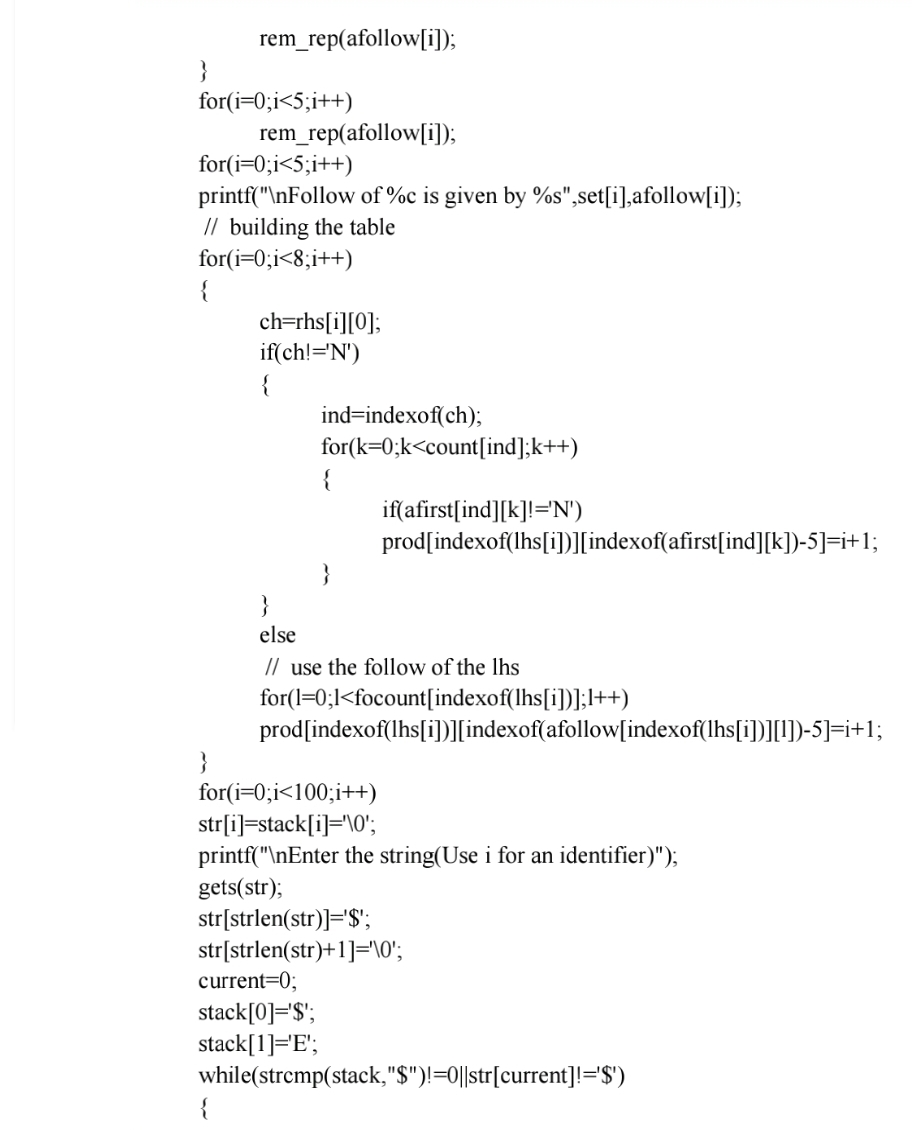 rem_rep(afollow[i]);
}
for(i=0;i<5;i++)
rem_rep(afollow[i]);
for(i=0;i<5;i++)
printf("\nFollow of %c is given by %s",set[i],afollow[i]);
// building the table
for(i=0;i<8;i++)
{
ch=rhs[i][0];
if(ch!='N')
{
ind=indexof(ch);
for(k=0;k<count[ind];k++)
{
if(afirst[ind][k]!='N')
prod[indexof(lhs[i])][indexof(afirst[ind][k])-5]=i+1;
}
}
else
// use the follow of the lhs
for(l=0;l<focount[indexof(lhs[i])];l++)
prod[indexof(lhs[i])][indexof(afollow[indexof(lhs[i])][l])-5]=i+1;
}
for(i=0;i<100;i++)
str[i]=stack[i]='\0';
printf("\nEnter the string(Use i for an identifier)");
gets(str);
str[strlen(str)]='$';
str[strlen(str)+1]='\0';
current=0;
stack[0]='$';
stack[1]='E';
while(strcmp(stack,"$")!=0||str[current]!='$')
{